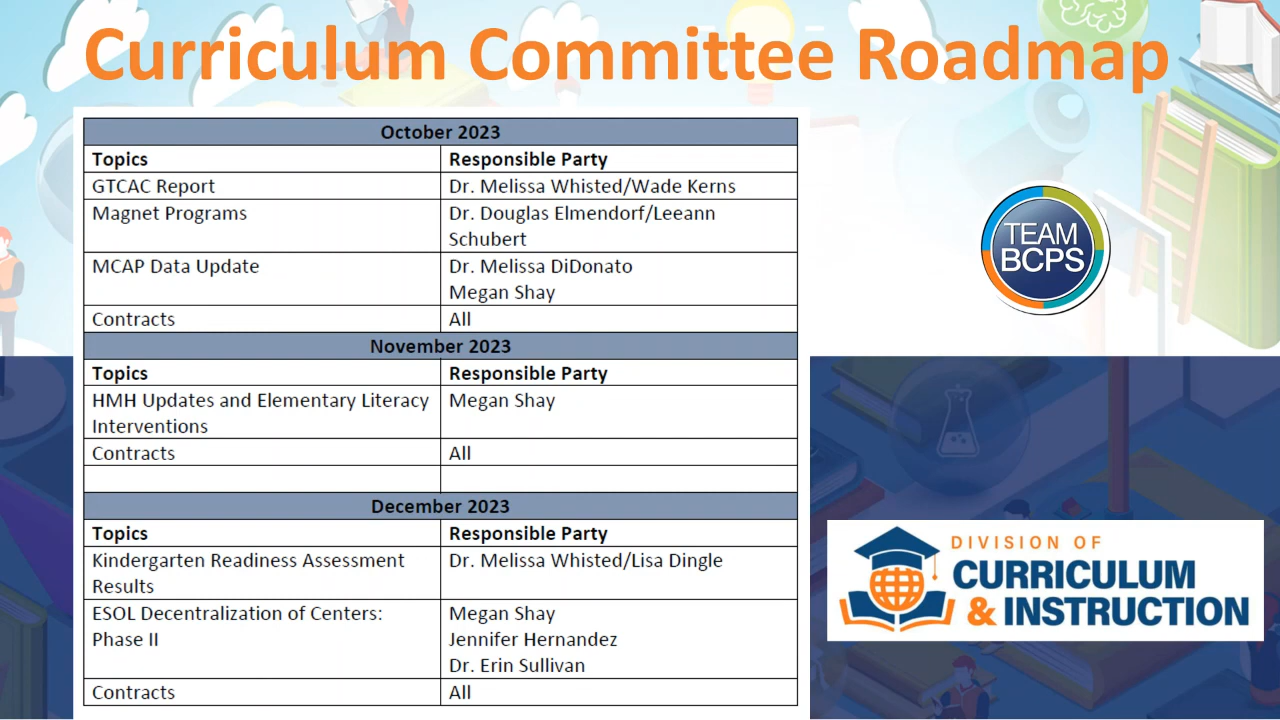 Curriculum Committee Roadmap
October 2023
Topics Responsible Party
GTCAC Report Dr. Melissa Whisted/Wade Kerns
Magnet Programs Dr. Douglas Elmendorf/Leeann
Schubert
MCAP Data Update Dr. Melissa DiDonato
Megan Shay
Contracts All
November 2023
Topics Responsible Party
HMH Updates and Elementary Literacy Megan Shay
Interventions
Contracts All
December 2023
Topics Responsible Party
Kindergarten Readiness Assessment Dr. Melissa Whisted/Lisa Dingle
Results
ESOL Decentralization of Centers: Megan Shay
Phase II Jennifer Hernandez
Dr. Erin Sullivan
Contracts All
TEAM
BCPS
DIVISION OF
CURRICULUM
& INSTRUCTION